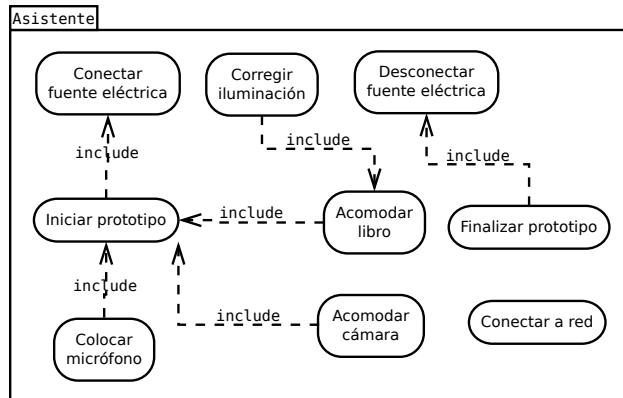 Asistente
Conectar
fuente eléctrica
Corregir
iluminación
Desconectar
fuente eléctrica
include
include
include
Iniciar prototipo
include
Acomodar
libro
Finalizar prototipo
include
include
Colocar
micrófono
Acomodar
cámara
Conectar a red